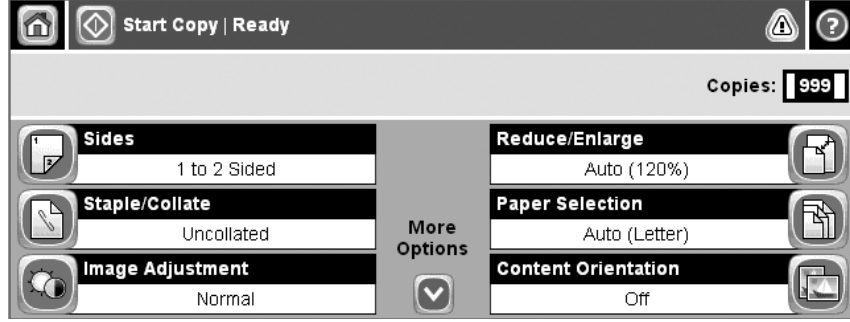 Start Copy | Ready
?
Copies: 999
Sides
1 to 2 Sided
Reduce/Enlarge
Auto (120%)
Staple/Collate
Uncollated
More
Options
Paper Selection
Auto (Letter)
Image Adjustment
Normal
Content Orientation
Off